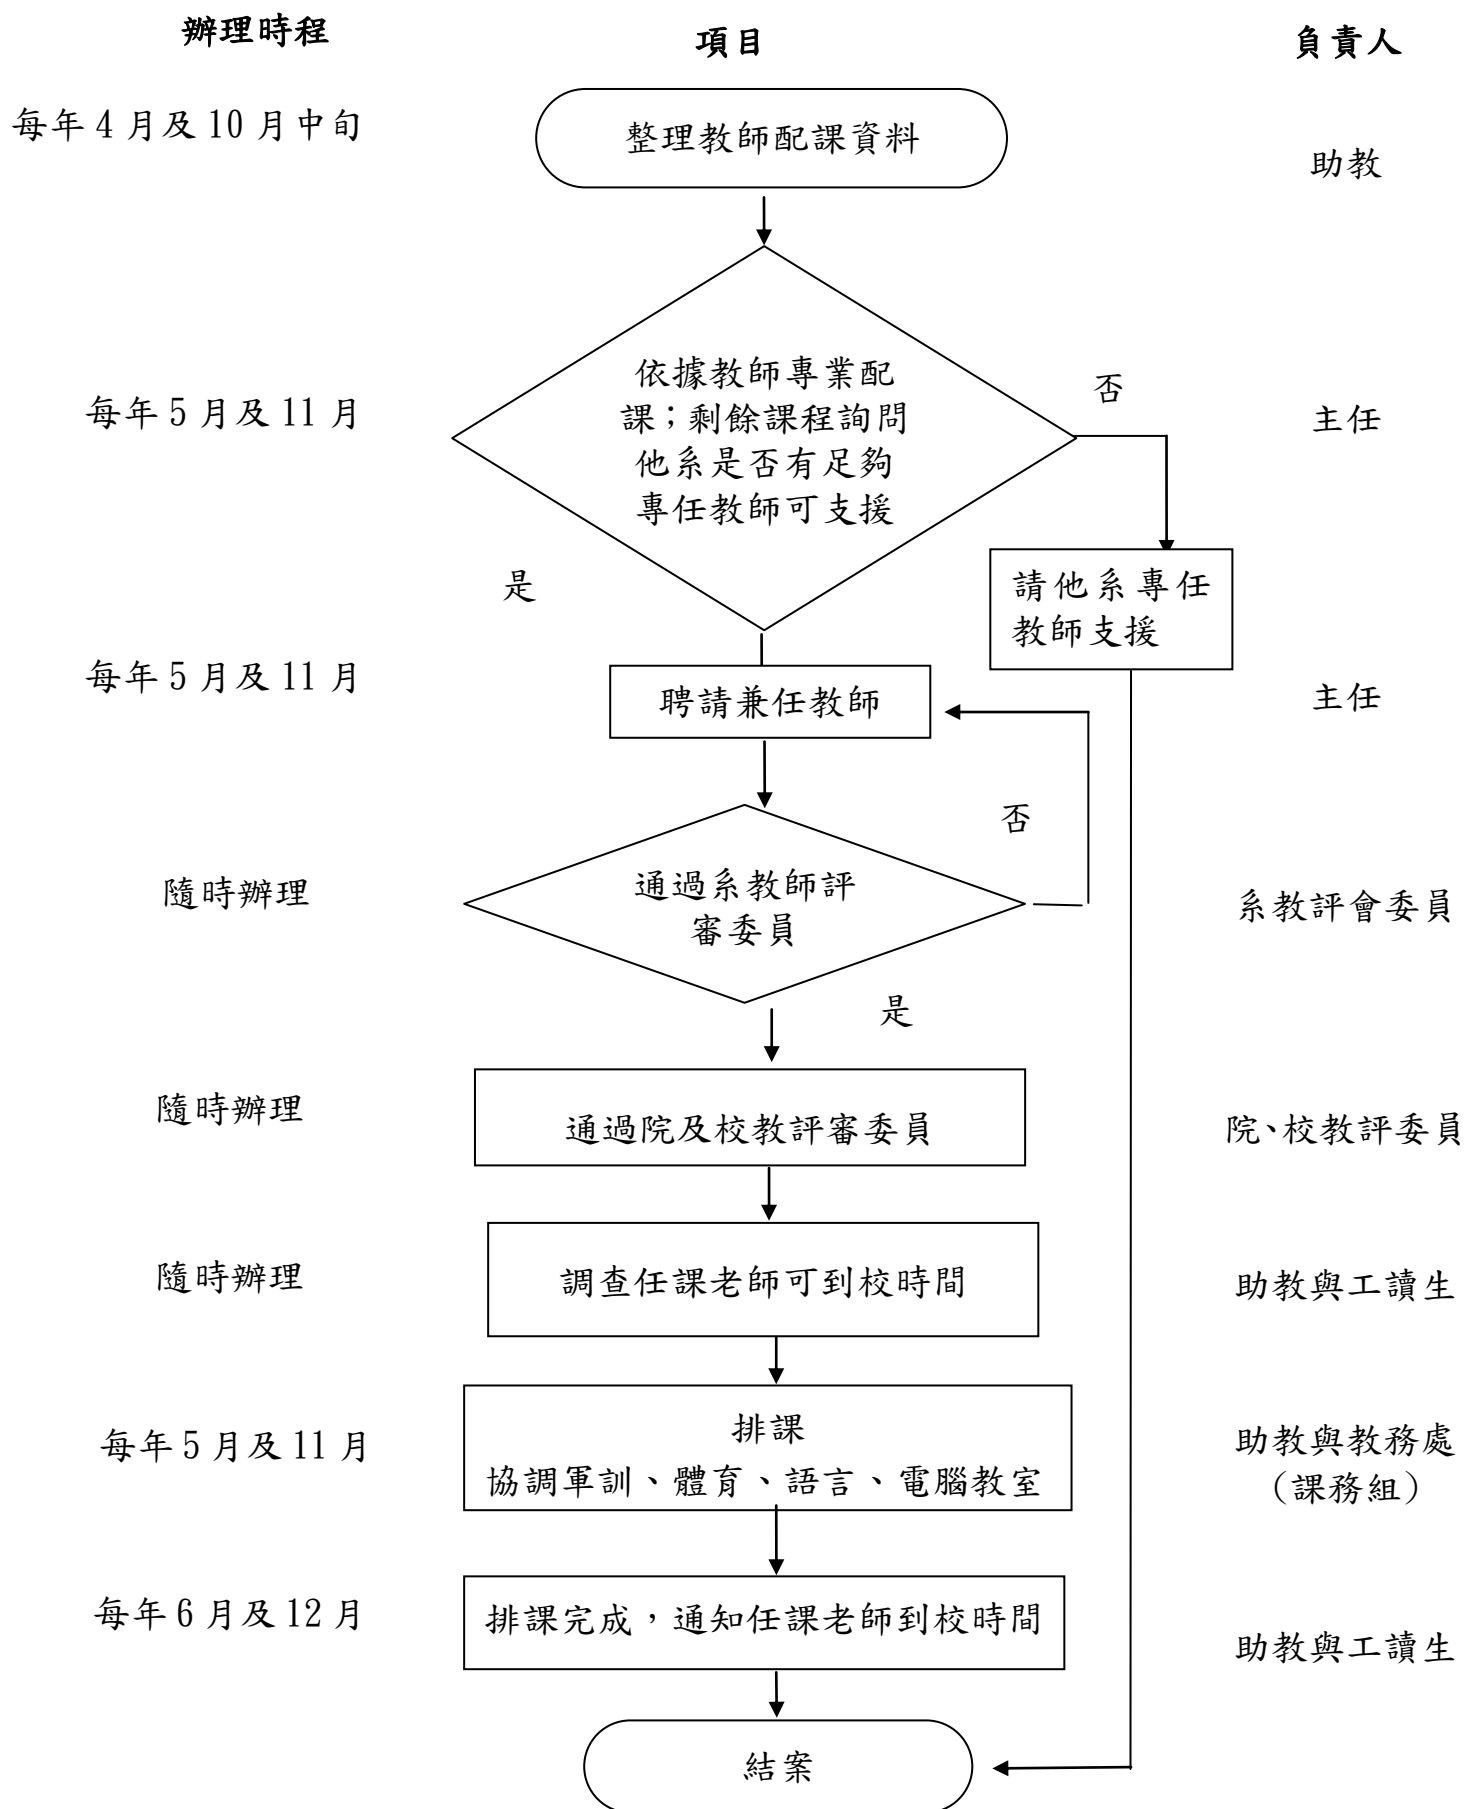 辦理時程
項目
負責人
每年 4 月及 10 月中旬
整理教師配課資料
助教
每年 5 月及 11 月
依據教師專業配
課；剩餘課程詢問
他系是否有足夠
專任教師可支援
否
主任
是
請他系專任
教師支援
每年 5 月及 11 月
聘請兼任教師
主任
否
隨時辦理
通過系教師評
審委員
系教評會委員
是
隨時辦理
通過院及校教評審委員
院、校教評委員
隨時辦理
調查任課老師可到校時間
助教與工讀生
每年 5 月及 11 月
排課
協調軍訓、體育、語言、電腦教室
助教與教務處
(課務組)
每年 6 月及 12 月
排課完成，通知任課老師到校時間
助教與工讀生
結案